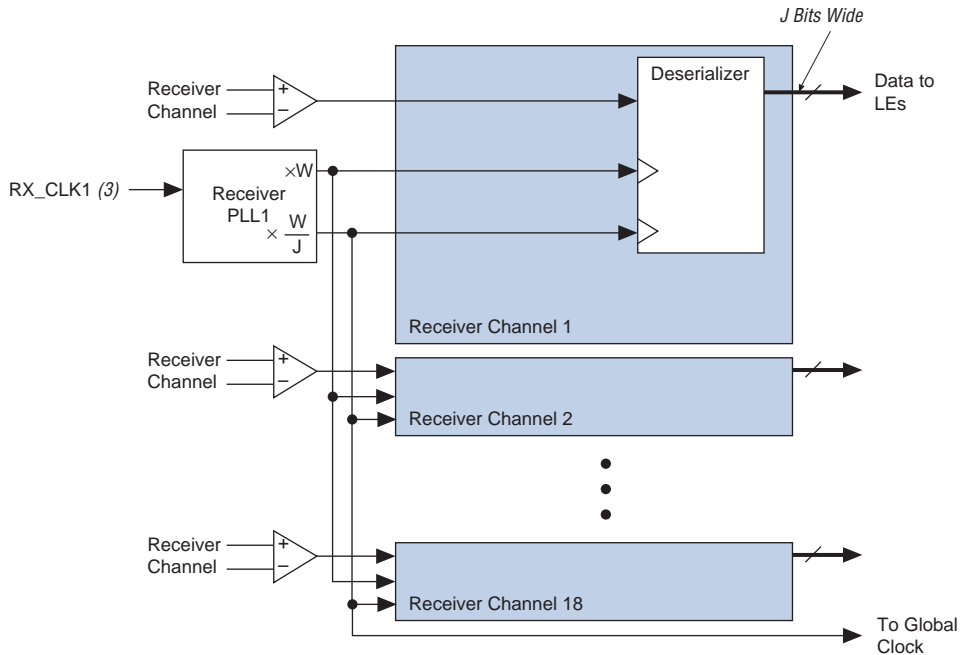 J Bits Wide
Deserializer
Data to
LEs
Receiver
Channel
+
–
RX_CLK1 (3)
×W
Receiver
PLL1
× W
J
Receiver Channel 1
Receiver
Channel
+
–
Receiver Channel 2
Receiver
Channel
+
–
Receiver Channel 18
To Global
Clock